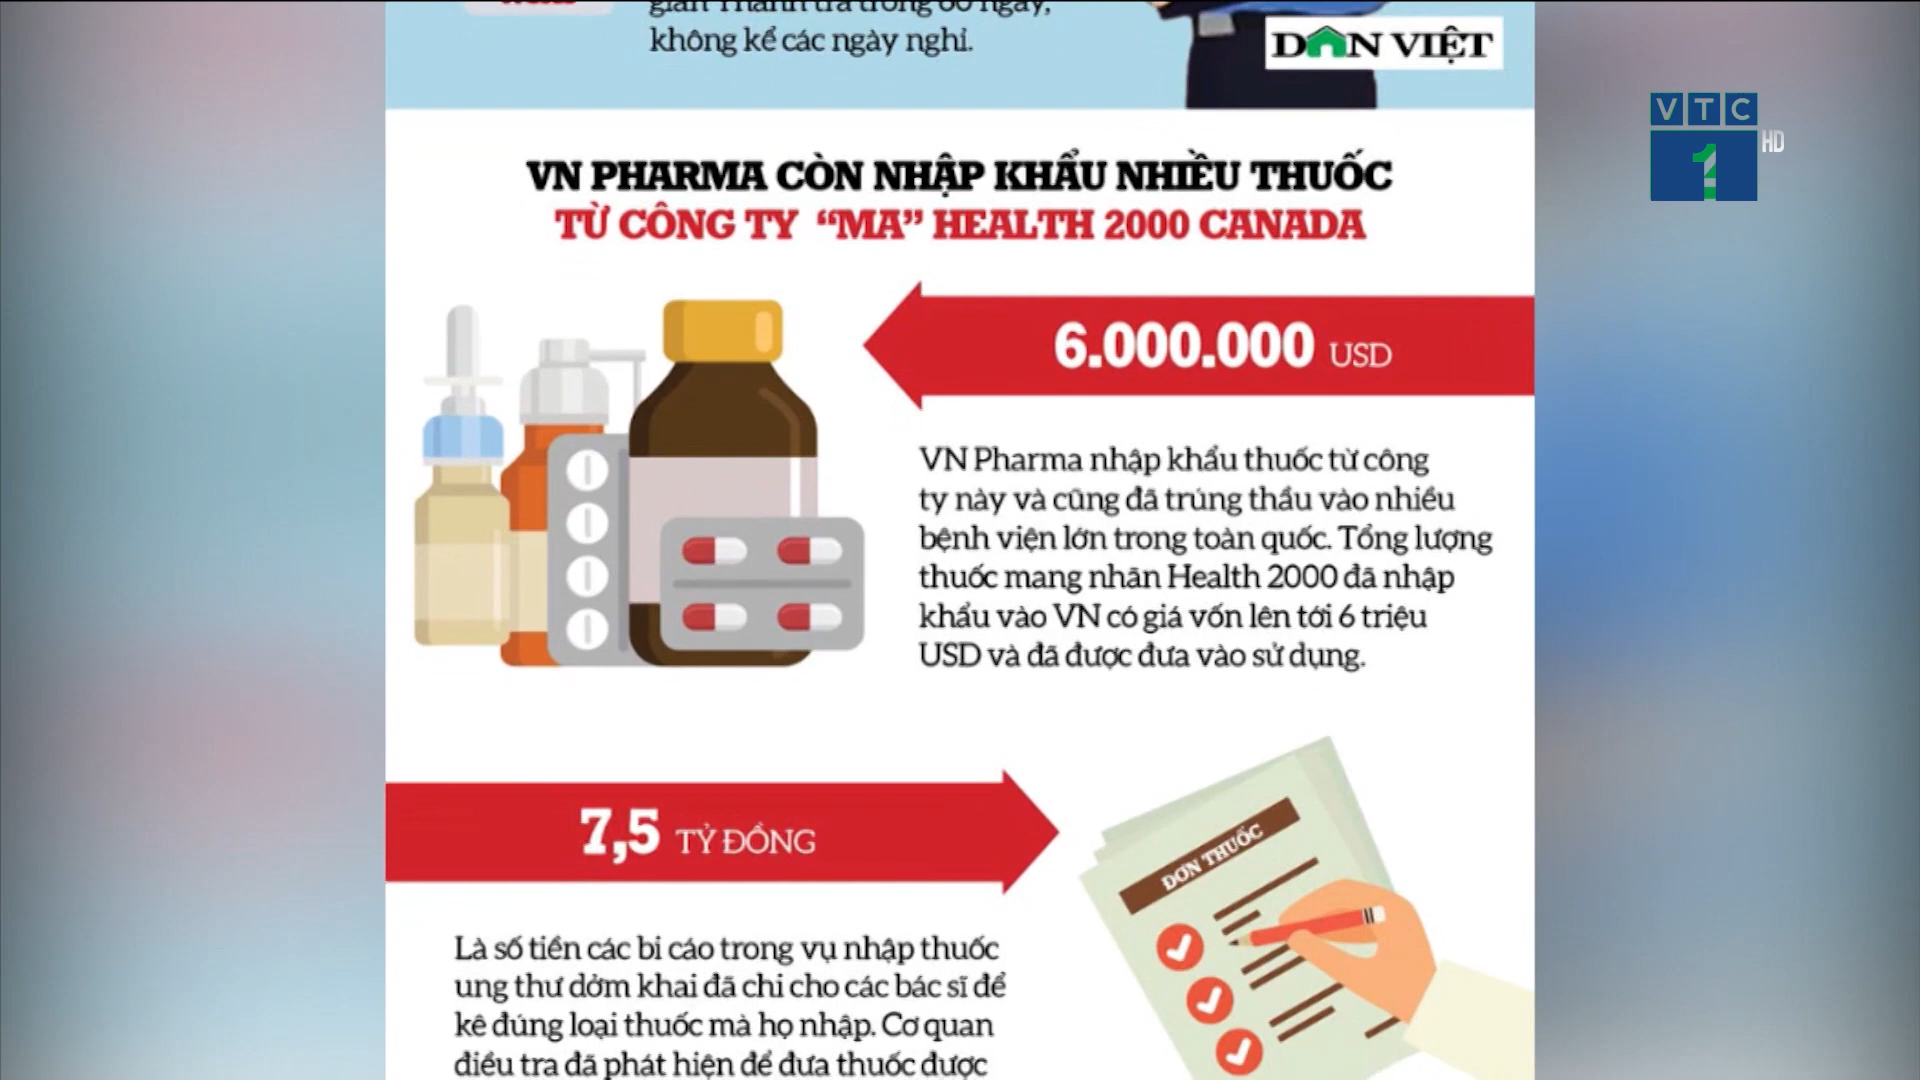 gian Thanh tra trong 60 ngày,
không kể các ngày nghỉ.
DÂN VIỆT
VTC
1
HD
VN PHARMA CÒN NHẬP KHẨU NHIỀU THUỐC
TỪ CÔNG TY “MA” HEALTH 2000 CANADA
6.000.000 USD
VN Pharma nhập khẩu thuốc từ công
ty này và cũng đã trúng thầu vào nhiều
bệnh viện lớn trong toàn quốc. Tổng lượng
thuốc mang nhãn Health 2000 đã nhập
khẩu vào VN có giá vốn lên tới 6 triệu
USD và đã được đưa vào sử dụng.
7,5 TỶ ĐỒNG
ĐƠN THUỐC
Là số tiền các bị cáo trong vụ nhập thuốc
ung thư dởm khai đã chi cho các bác sĩ để
kê đúng loại thuốc mà họ nhập. Cơ quan
điều tra đã phát hiện để đưa thuốc được